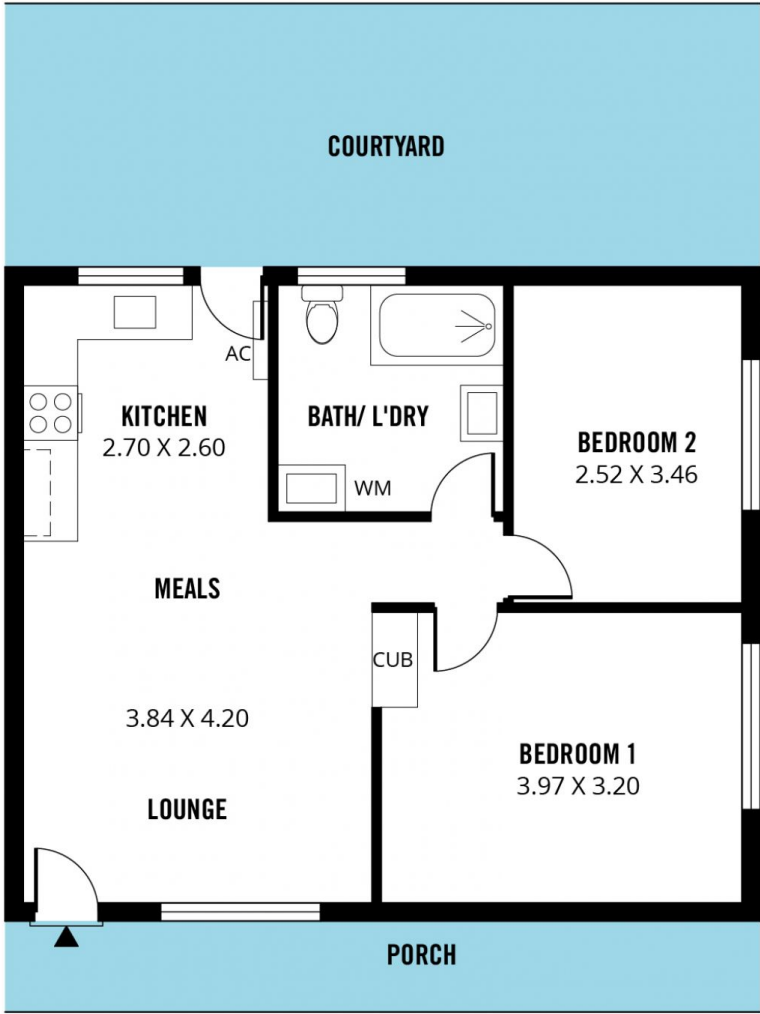 COURTYARD
AC
KITCHEN
2.70 X 2.60
BATH/ L'DRY
WM
BEDROOM 2
2.52 X 3.46
MEALS
CUB
3.84 X 4.20
BEDROOM 1
3.97 X 3.20
LOUNGE
PORCH